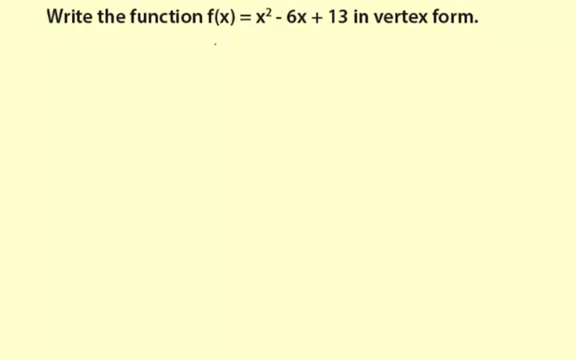 Write the function f(x) = x² - 6x + 13 in vertex form.